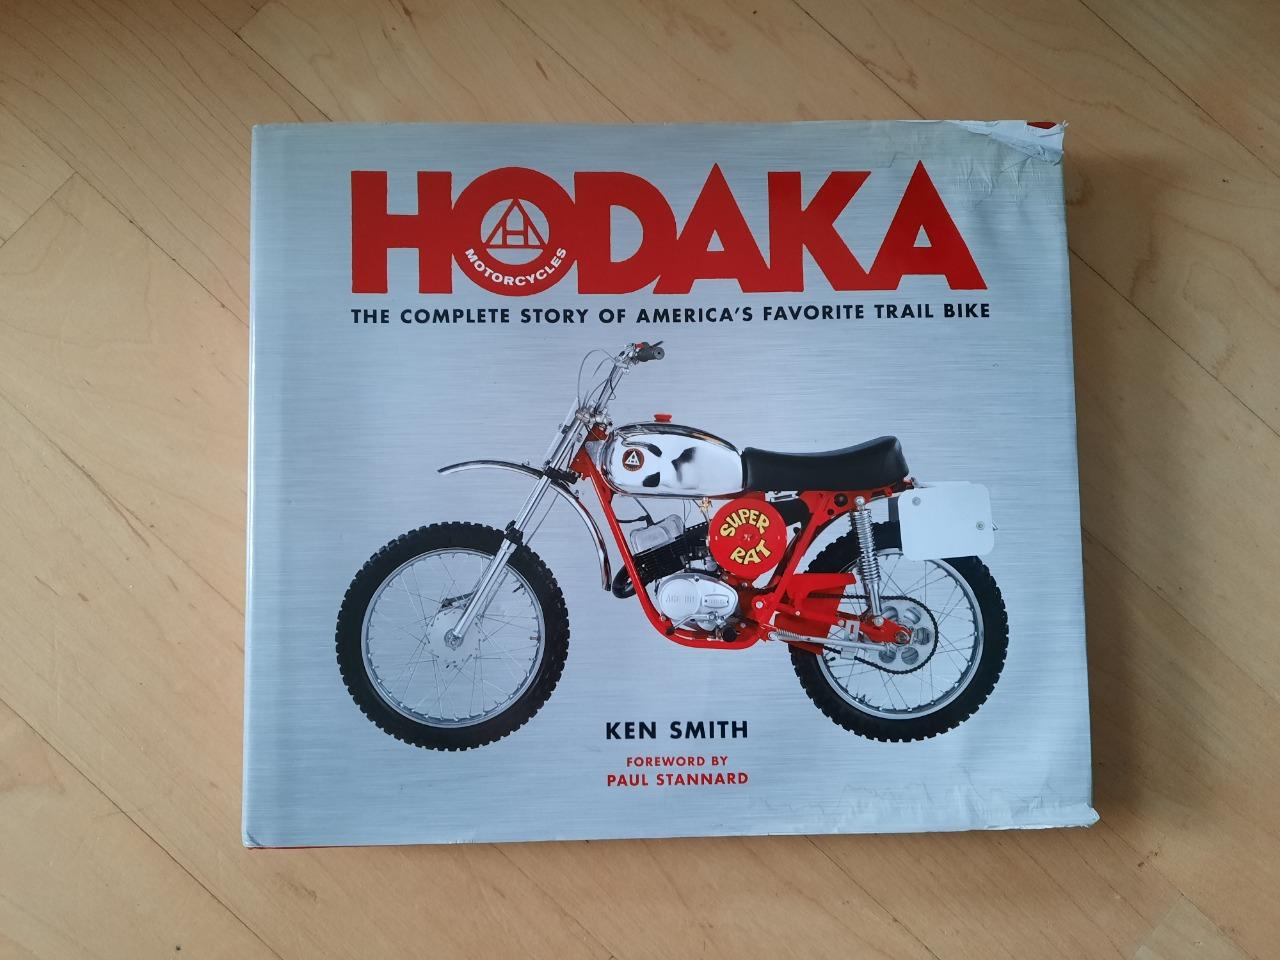 HODAKA
MOTORCYCLES
THE COMPLETE STORY OF AMERICA'S FAVORITE TRAIL BIKE
SUPER
RAT
KEN SMITH
FOREWORD BY
PAUL STANNARD